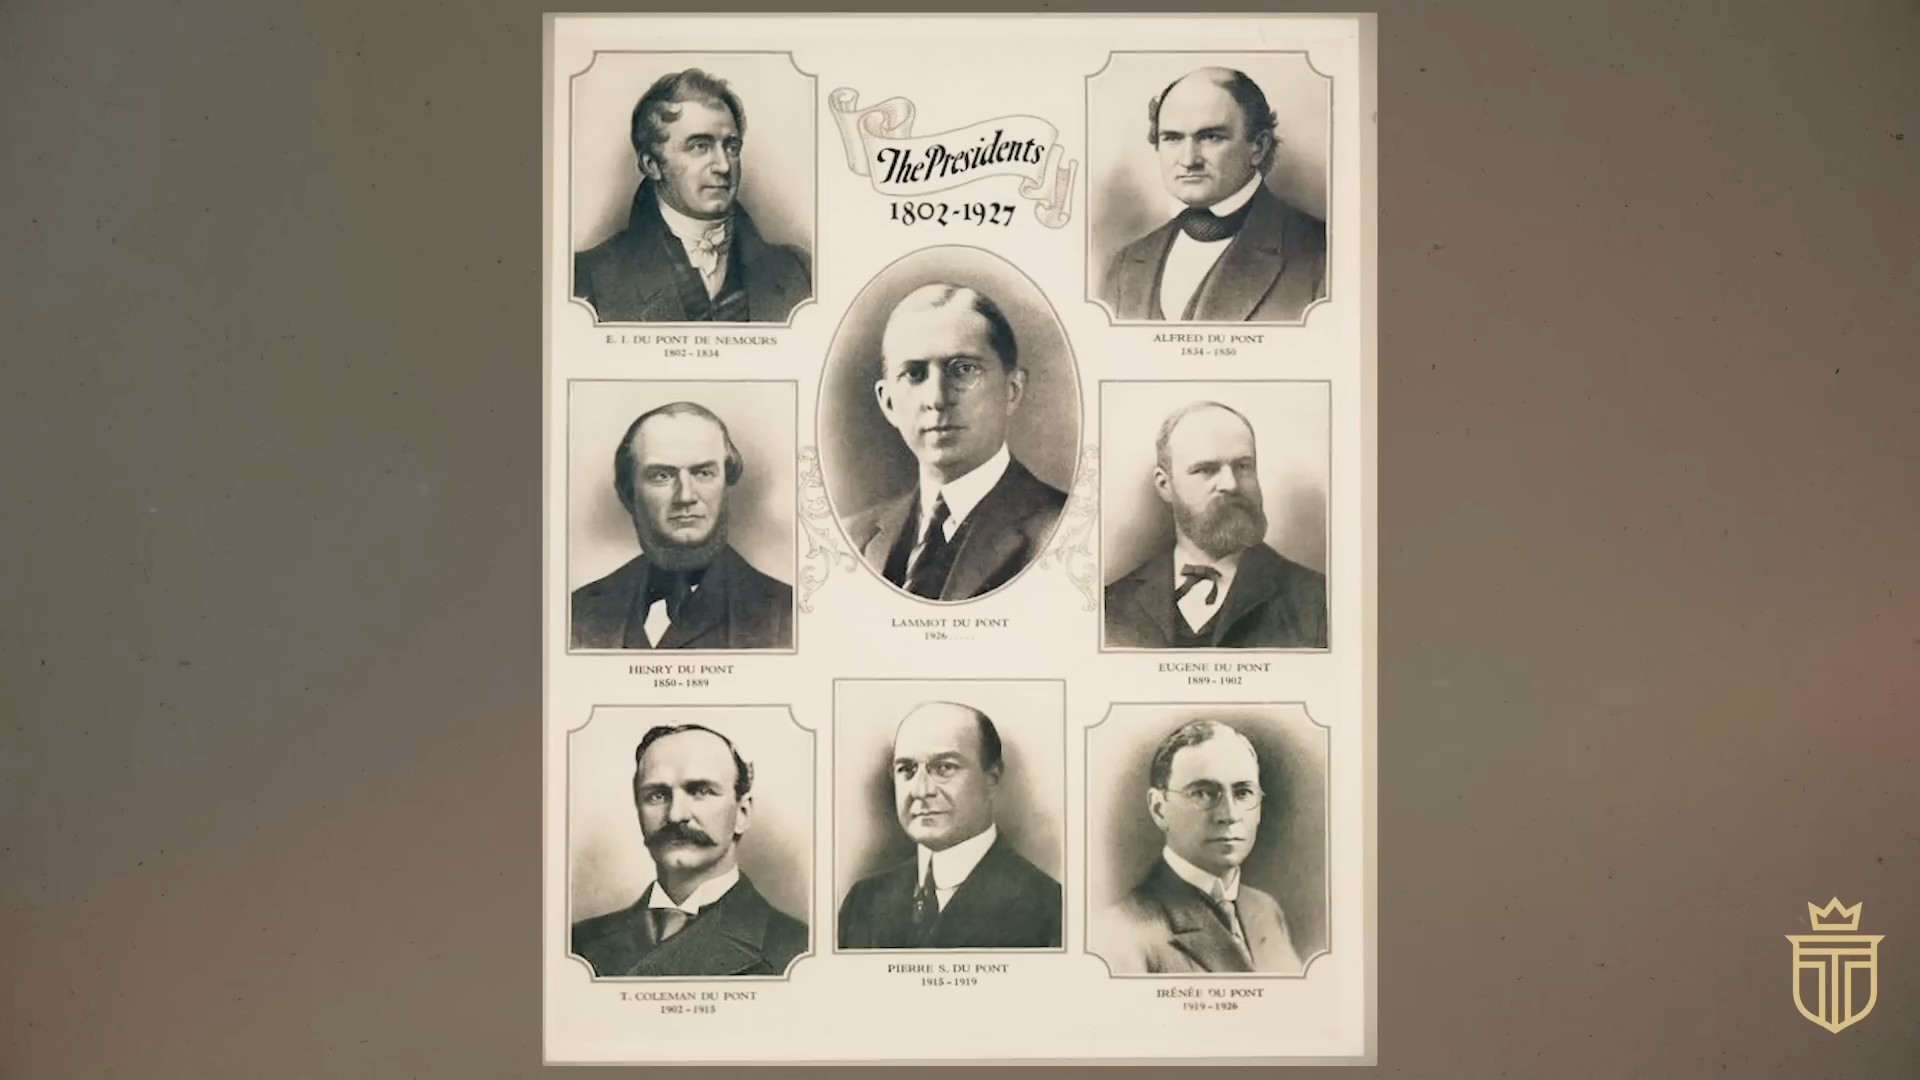 The Presidents
1802-1927
E. I. DU PONT DE NEMOURS
1802-1834
ALFRED DU PONT
1834-1850
LAMMOT DU PONT
1926.....
HENRY DU PONT
1850-1889
EUGENE DU PONT
1889-1902
T. COLEMAN DU PONT
1902-1915
PIERRE S. DU PONT
1915-1919
IRÉNÉE DU PONT
1919-1926